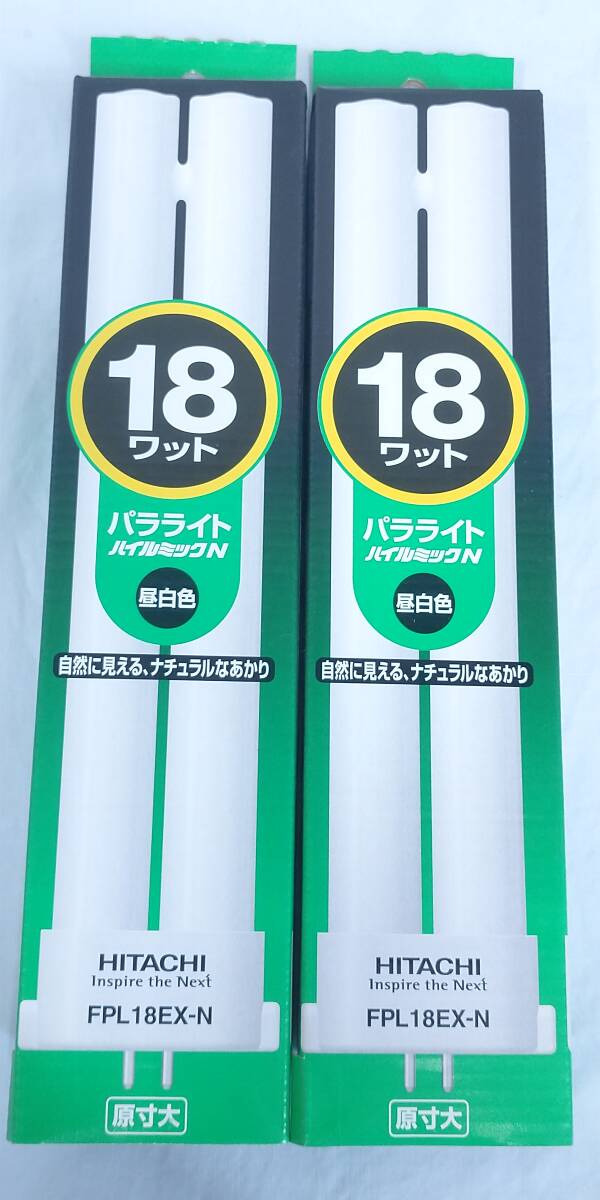 18
ワット
パラライト
ハイルミックN
昼白色
自然に見える、ナチュラルなあかり
HITACHI
Inspire the Next
FPL18EX-N
原寸大
18
ワット
パラライト
ハイルミックN
昼白色
自然に見える、ナチュラルなあかり
HITACHI
Inspire the Next
FPL18EX-N
原寸大